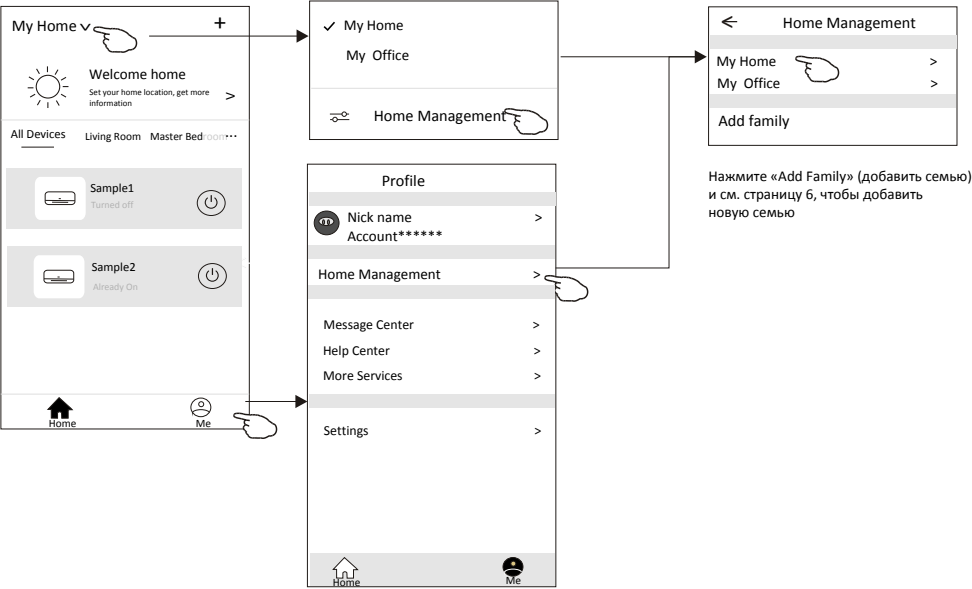 My Home
+
Welcome home
Set your home location, get more
information
>
All Devices Living Room Master Bedroom ···
Sample1
Turned off
Sample2
Already On
Home
Me
✓ My Home
My Office
Home Management
Profile
Nick name >
Account******
Home Management >
Message Center >
Help Center >
More Services >
Settings >
Home
Me
Home Management
My Home >
My Office >
Add family
Нажмите «Add Family» (добавить семью)
и см. страницу 6, чтобы добавить
новую семью